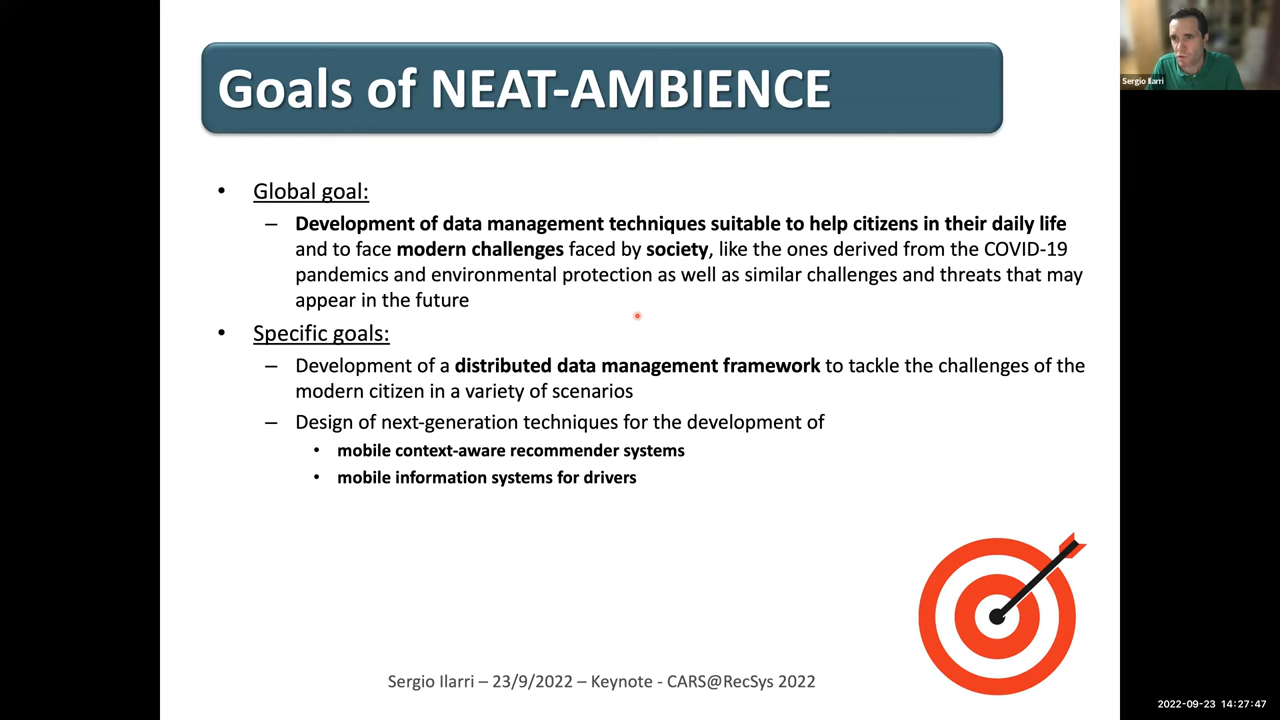 Goals of NEAT-AMBIENCE
Sergio Ilarri
• Global goal:
– Development of data management techniques suitable to help citizens in their daily life
and to face modern challenges faced by society, like the ones derived from the COVID-19
pandemics and environmental protection as well as similar challenges and threats that may
appear in the future
• Specific goals:
– Development of a distributed data management framework to tackle the challenges of the
modern citizen in a variety of scenarios
– Design of next-generation techniques for the development of
• mobile context-aware recommender systems
• mobile information systems for drivers
Sergio Ilarri – 23/9/2022 – Keynote - CARS@RecSys 2022
2022-09-23 14:27:47